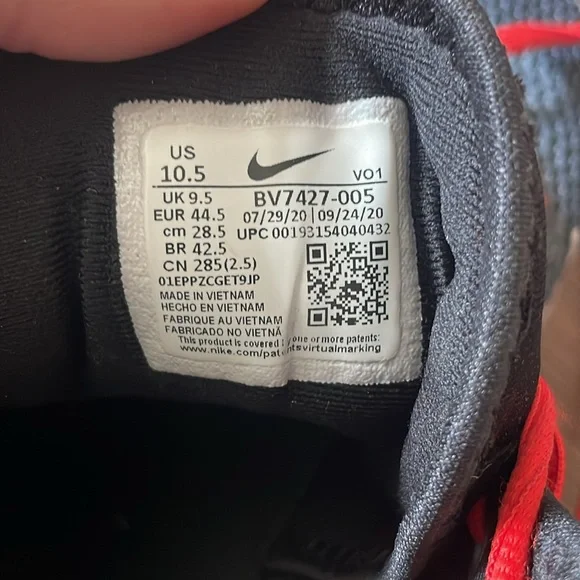 US
10.5 VO1
UK 9.5 BV7427-005
EUR 44.5 07/29/20 | 09/24/20
cm 28.5 UPC 00193154040432
BR 42.5
CN 285(2.5)
01EPPZCGET9JP
MADE IN VIETNAM
HECHO EN VIETNAM
FABRIQUE AU VIETNAM
FABRICADO NO VIETNÃ
This product is covered by one or more patents:
www.nike.com/patentsvirtualmarking